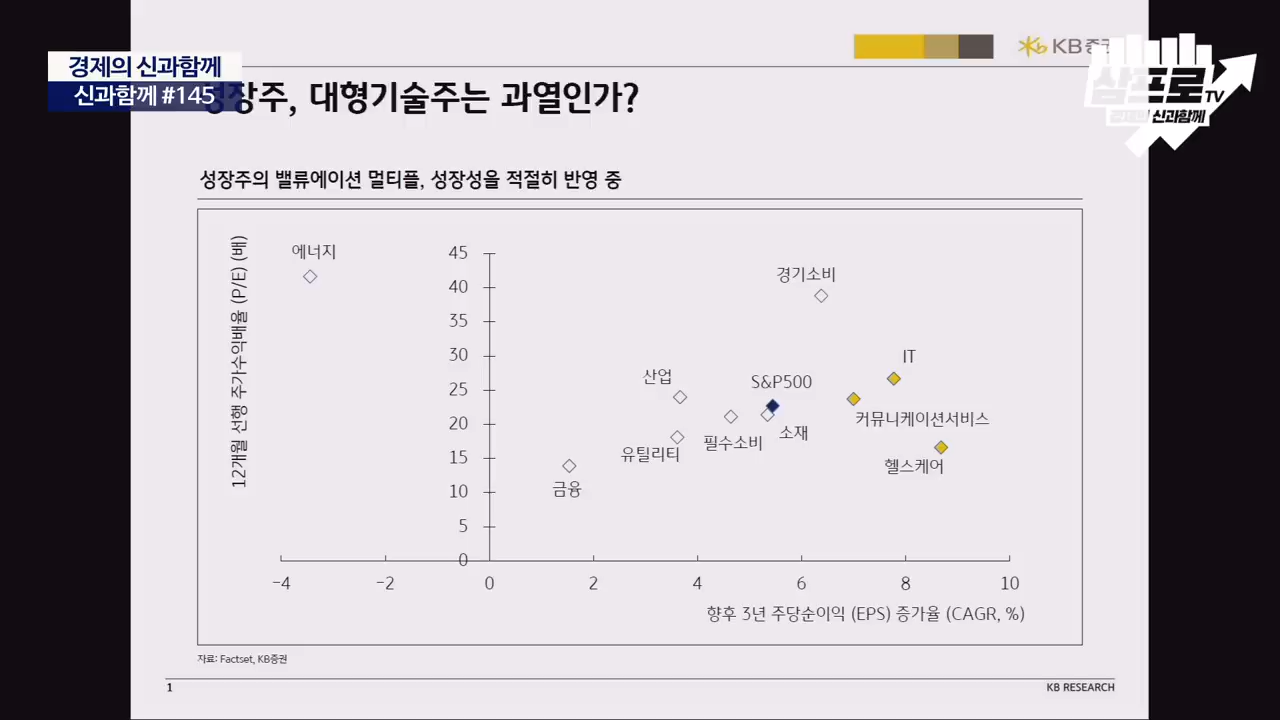 경제의 신과함께
신과함께 #145
KB증권
삼프로TV
경제의 신과함께
성장주, 대형기술주는 과열인가?
성장주의 밸류에이션 멀티플, 성장성을 적절히 반영 중
12개월 선행 주가수익배율 (P/E) (배)
45
40
35
30
25
20
15
10
5
0
에너지
경기소비
IT
산업
S&P500
커뮤니케이션서비스
소재
필수소비
유틸리티
헬스케어
금융
-4
-2
0
2
4
6
8
10
향후 3년 주당순이익 (EPS) 증가율 (CAGR, %)
자료: Factset, KB증권
1
KB RESEARCH